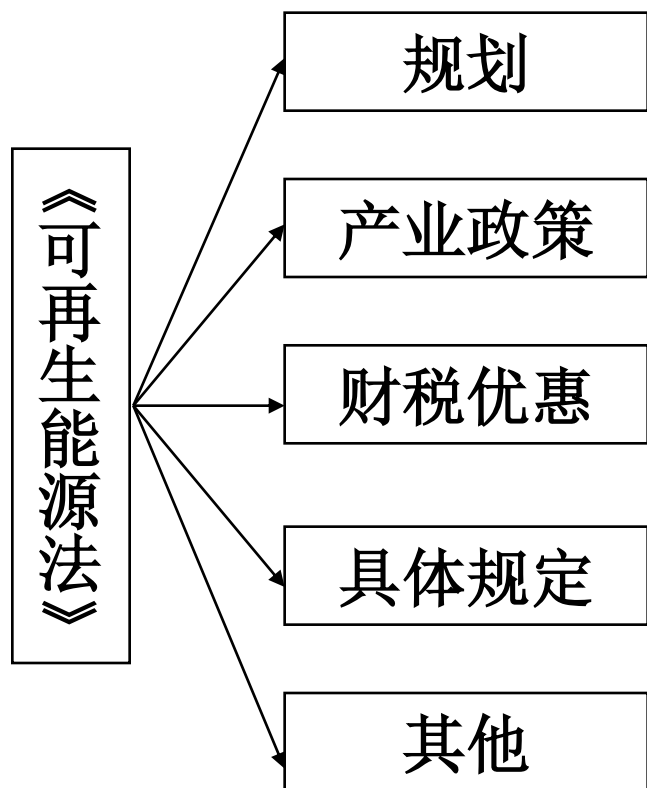 《可再生能源法》
规划
产业政策
财税优惠
具体规定
其他